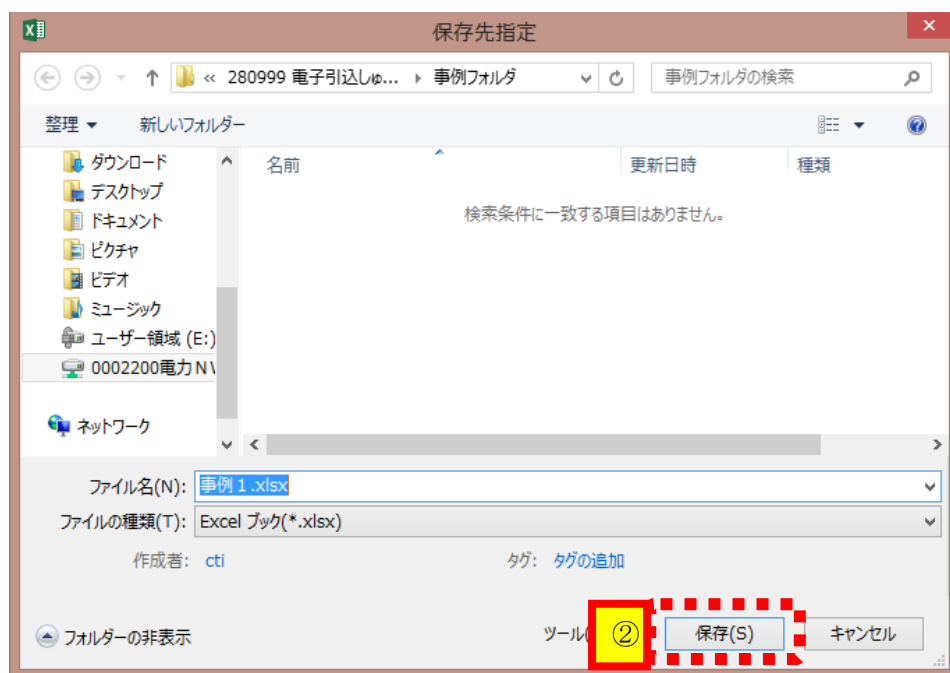 保存先指定
« 280999 電子引込しゅ... 事例フォルダ 事例フォルダの検索
整理 新しいフォルダー
名前 更新日時 種類
検索条件に一致する項目はありません。
ダウンロード
デスクトップ
ドキュメント
ピクチャ
ビデオ
ミュージック
ユーザー領域 (E:)
0002200電力N
ネットワーク
ファイル名(N): 事例１.xlsx
ファイルの種類(T): Excel ブック(*.xlsx)
作成者: cti タグ: タグの追加
フォルダーの非表示 ツール( ② 保存(S) キャンセル